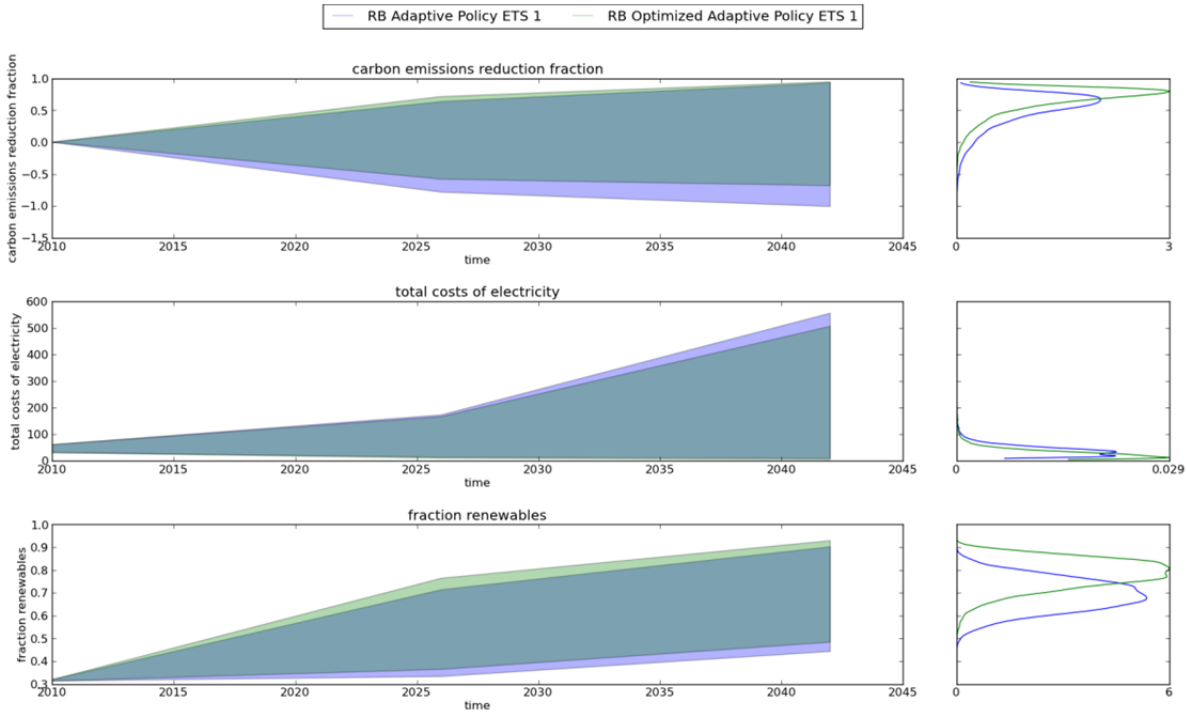 RB Adaptive Policy ETS 1 RB Optimized Adaptive Policy ETS 1
carbon emissions reduction fraction
carbon emissions reduction fraction
1.0
0.5
0.0
−0.5
−1.0
−1.5
2010 2015 2020 2025 2030 2035 2040 2045
time
0 3
total costs of electricity
total costs of electricity
600
500
400
300
200
100
0
2010 2015 2020 2025 2030 2035 2040 2045
time
0 0.029
fraction renewables
fraction renewables
1.0
0.9
0.8
0.7
0.6
0.5
0.4
0.3
2010 2015 2020 2025 2030 2035 2040 2045
time
0 6